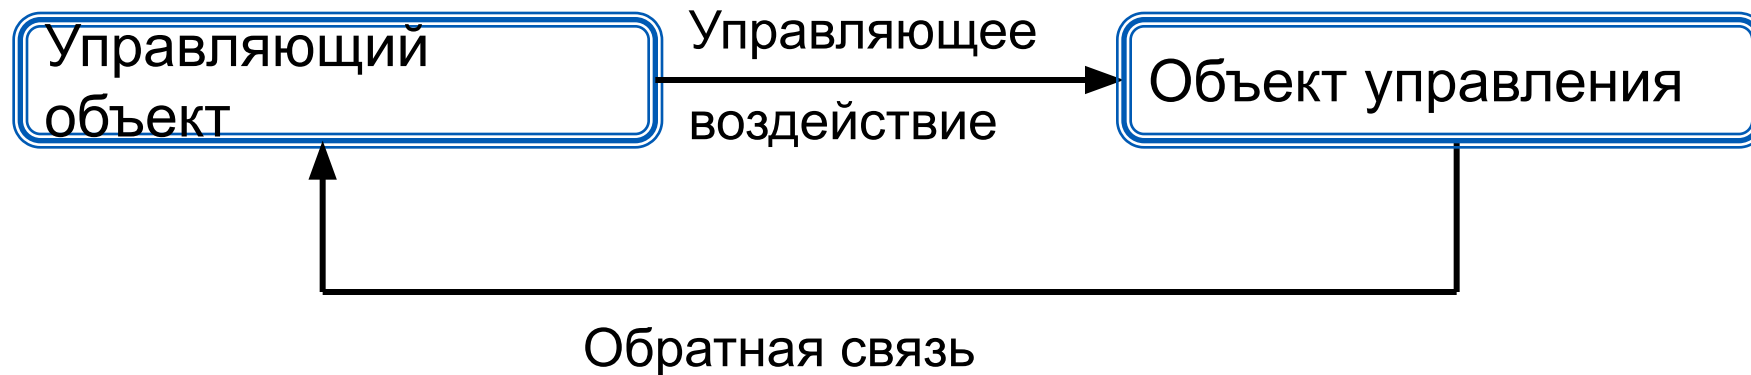 Управляющий
объект
Управляющее
воздействие
Объект управления
Обратная связь